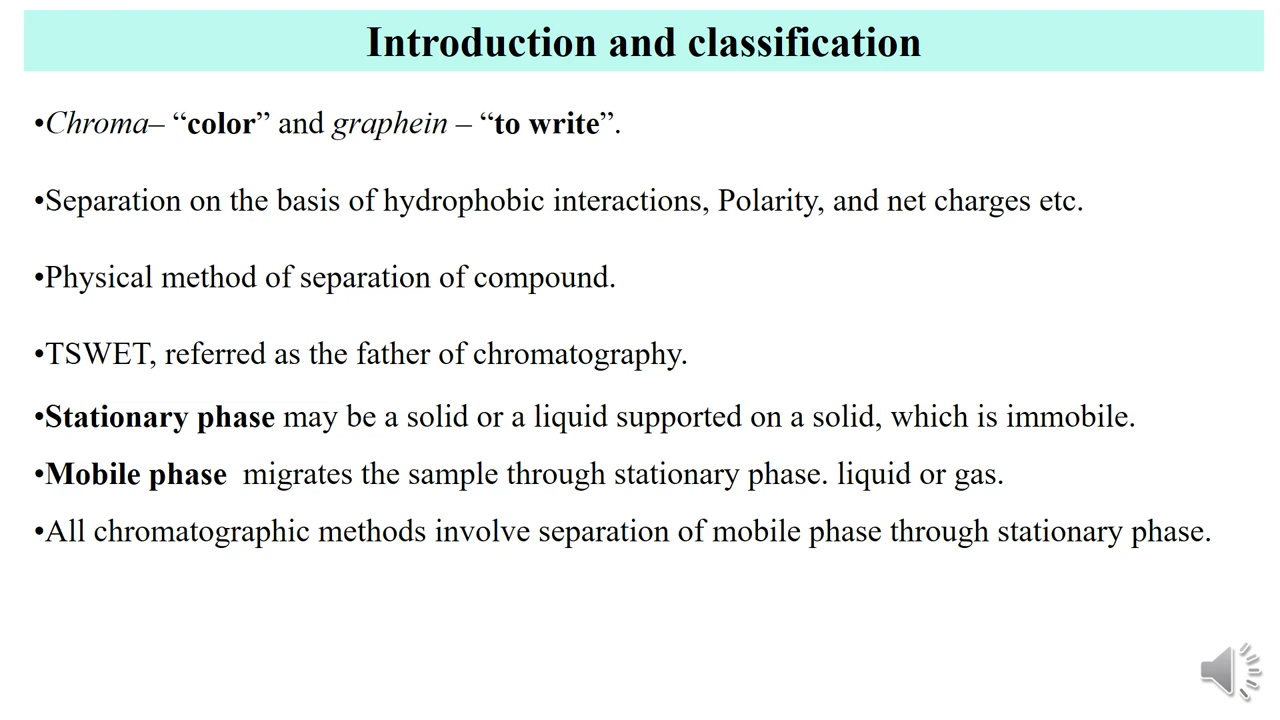 Introduction and classification
•Chroma– “color” and graphein – “to write”.
•Separation on the basis of hydrophobic interactions, Polarity, and net charges etc.
•Physical method of separation of compound.
•TSWET, referred as the father of chromatography.
•Stationary phase may be a solid or a liquid supported on a solid, which is immobile.
•Mobile phase  migrates the sample through stationary phase. liquid or gas.
•All chromatographic methods involve separation of mobile phase through stationary phase.